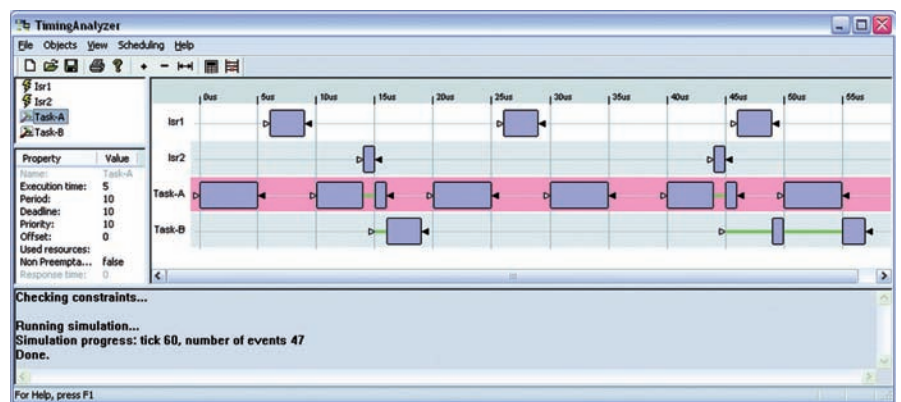 TimingAnalyzer
File Objects View Scheduling Help
Isr1
Isr2
Task-A
Task-B
Property Value
Name: Task-A
Execution time: 5
Period: 10
Deadline: 10
Priority: 10
Offset: 0
Used resources:
Non Preempta... false
Response time: 0
0us 5us 10us 15us 20us 25us 30us 35us 40us 45us 50us 55us
Isr1
Isr2
Task-A
Task-B
Checking constraints...
Running simulation...
Simulation progress: tick 60, number of events 47
Done.
For Help, press F1